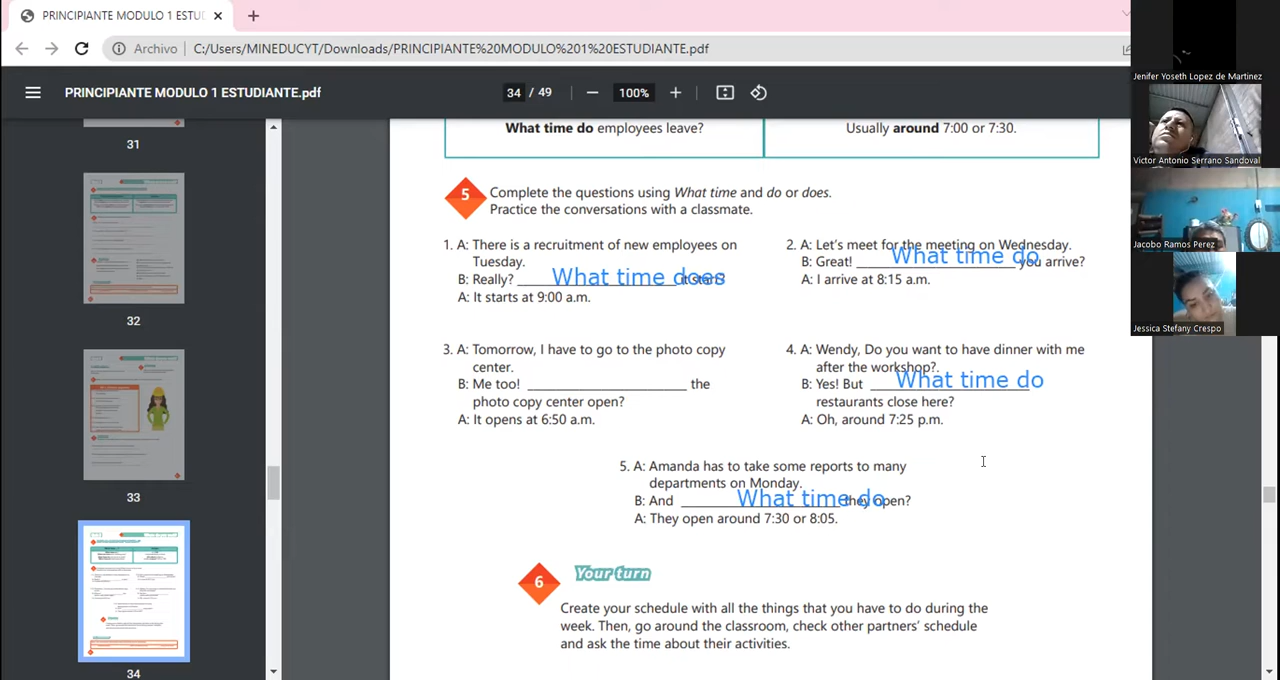 PRINCIPIANTE MODULO 1 ESTU
Archivo
C:/Users/MINEDUCYT/Downloads/PRINCIPIANTE%20MODULO%201%20ESTUDIANTE.pdf
PRINCIPIANTE MODULO 1 ESTUDIANTE.pdf
34 / 49
100%
31
32
33
34
What time do employees leave?
Usually around 7:00 or 7:30.
5
Complete the questions using What time and do or does.
Practice the conversations with a classmate.
1. A: There is a recruitment of new employees on
Tuesday.
B: Really? What time does it start?
A: It starts at 9:00 a.m.
2. A: Let's meet for the meeting on Wednesday.
B: Great! What time do you arrive?
A: I arrive at 8:15 a.m.
3. A: Tomorrow, I have to go to the photo copy
center.
B: Me too! ______________________ the
photo copy center open?
A: It opens at 6:50 a.m.
4. A: Wendy, Do you want to have dinner with me
after the workshop?.
B: Yes! But What time do
restaurants close here?
A: Oh, around 7:25 p.m.
5. A: Amanda has to take some reports to many
departments on Monday.
B: And What time do they open?
A: They open around 7:30 or 8:05.
6
Your turn
Create your schedule with all the things that you have to do during the
week. Then, go around the classroom, check other partners' schedule
and ask the time about their activities.
Jenifer Yoseth Lopez de Martinez
Victor Antonio Serrano Sandoval
Jacobo Ramos Perez
Jessica Stefany Crespo